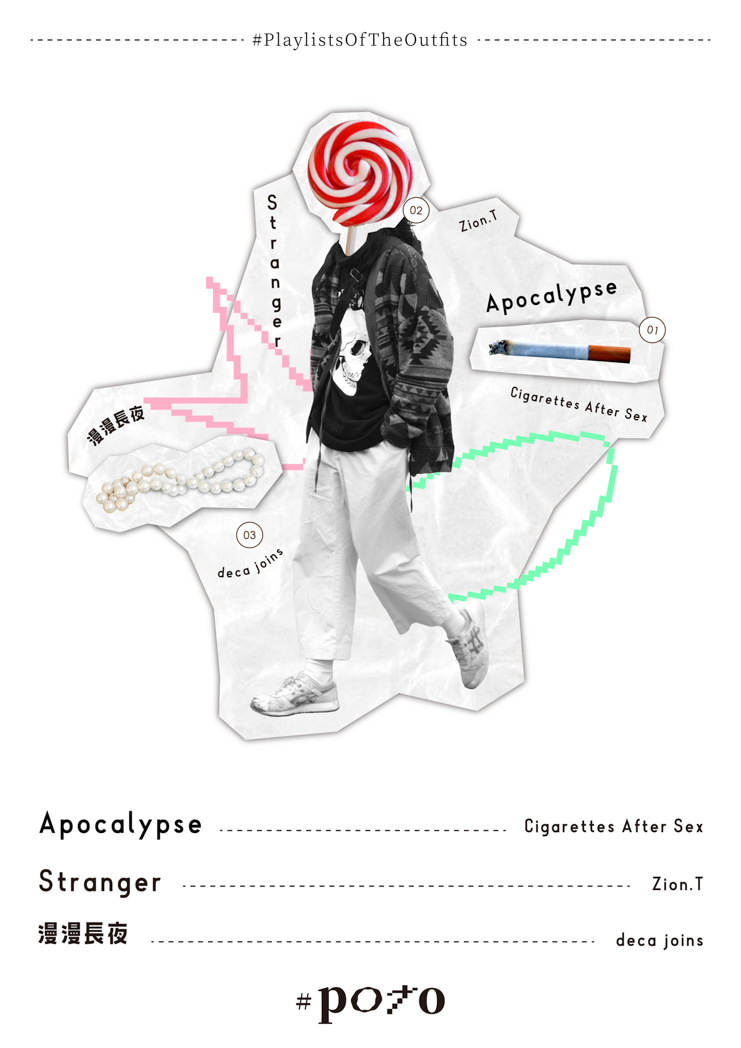 #PlaylistsOfTheOutfits
Stranger
02
Zion.T
Apocalypse
01
Cigarettes After Sex
漫漫長夜
03
deca joins
Apocalypse Cigarettes After Sex
Stranger Zion.T
漫漫長夜 deca joins
#poto